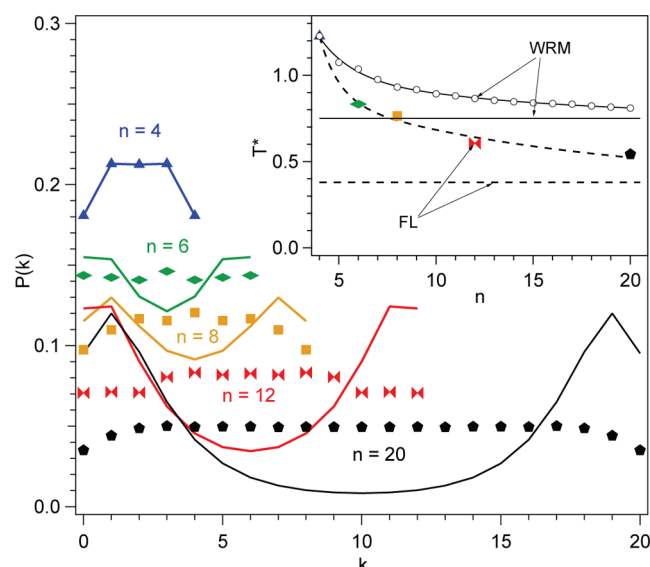 0.3
0.2
0.1
0.0
P(k)
0
5
10
15
20
k
n = 4
n = 6
n = 8
n = 12
n = 20
1.0
0.5
0.0
T*
5
10
15
20
n
WRM
FL